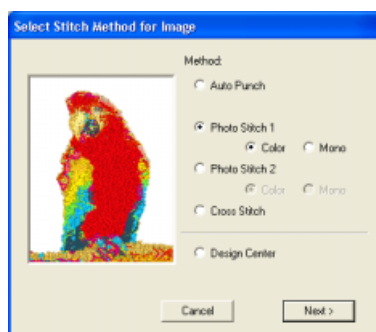 Select Stitch Method for Image
Method:
Auto Punch
Photo Stitch 1
Color Mono
Photo Stitch 2
Color Mono
Cross Stitch
Design Center
Cancel Next >